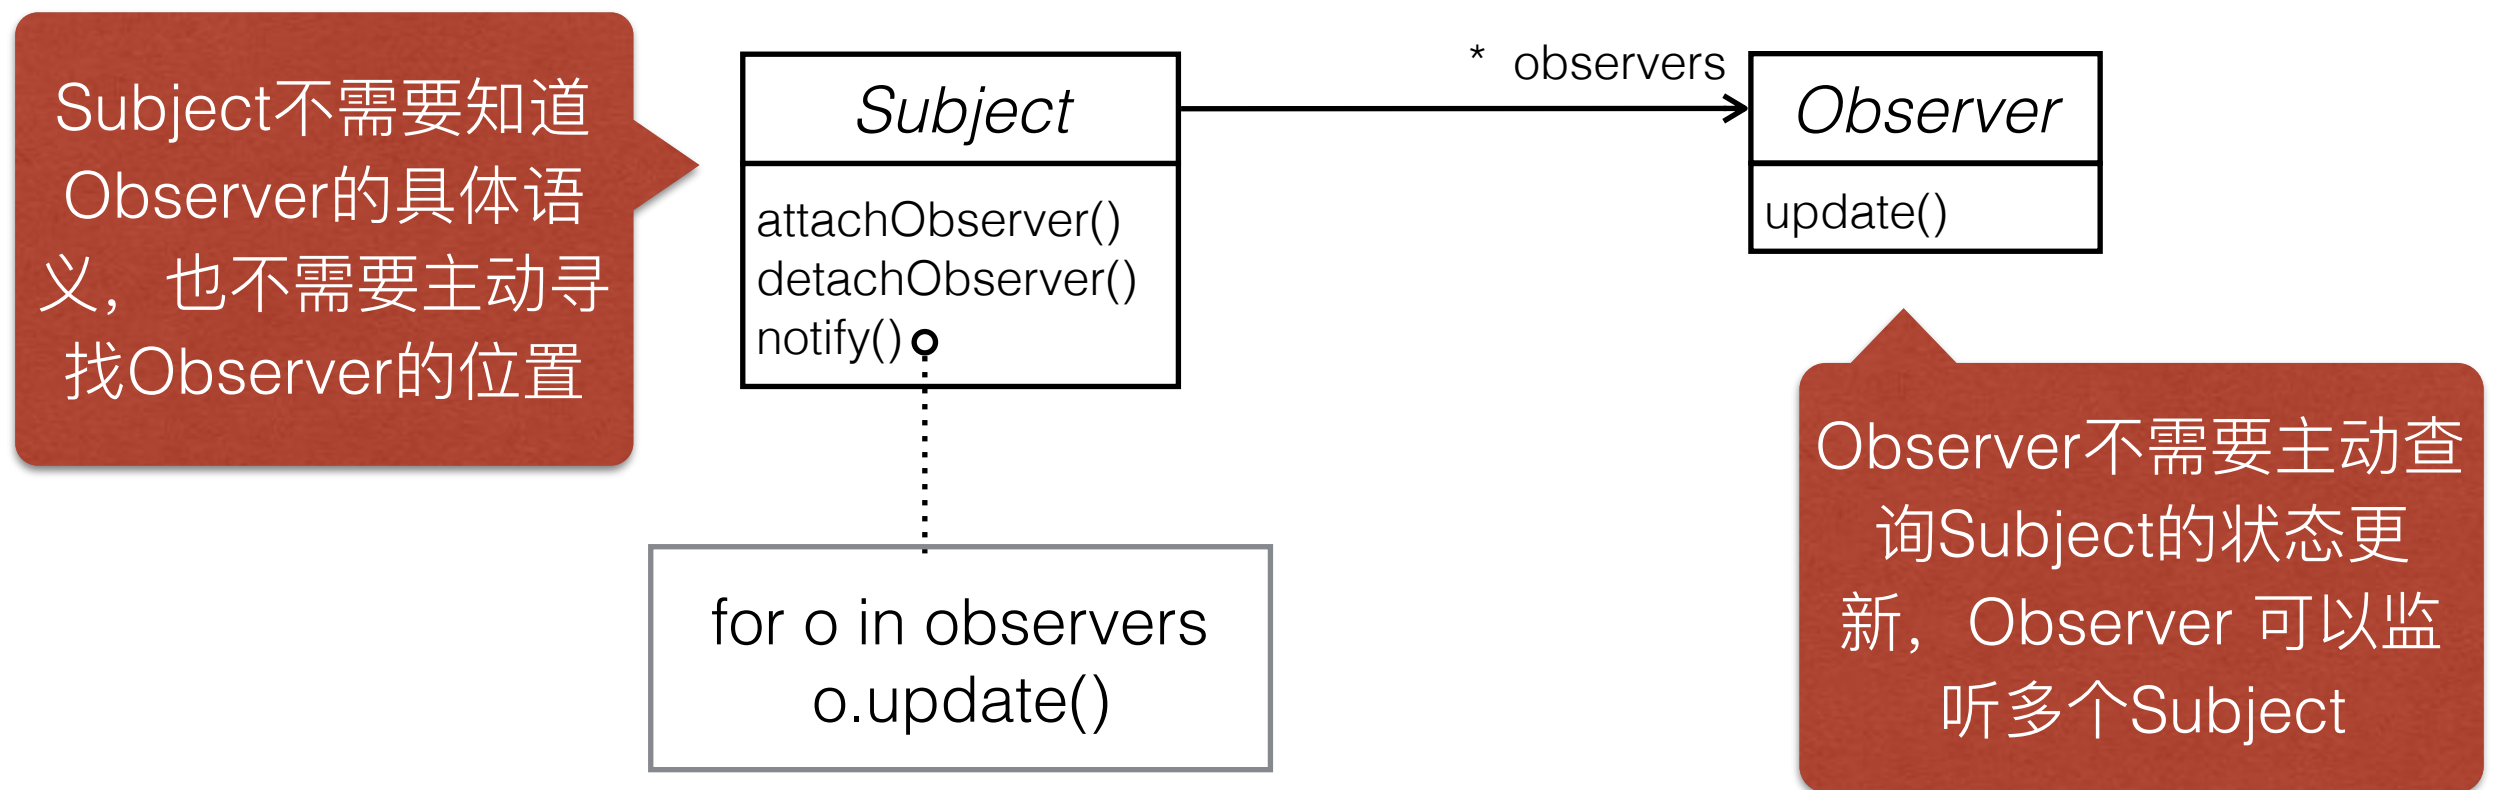 Subject不需要知道
Observer的具体语
义，也不需要主动寻
找Observer的位置
Subject
attachObserver()
detachObserver()
notify()
* observers
Observer
update()
for o in observers
o.update()
Observer不需要主动查
询Subject的状态更
新，Observer 可以监
听多个Subject